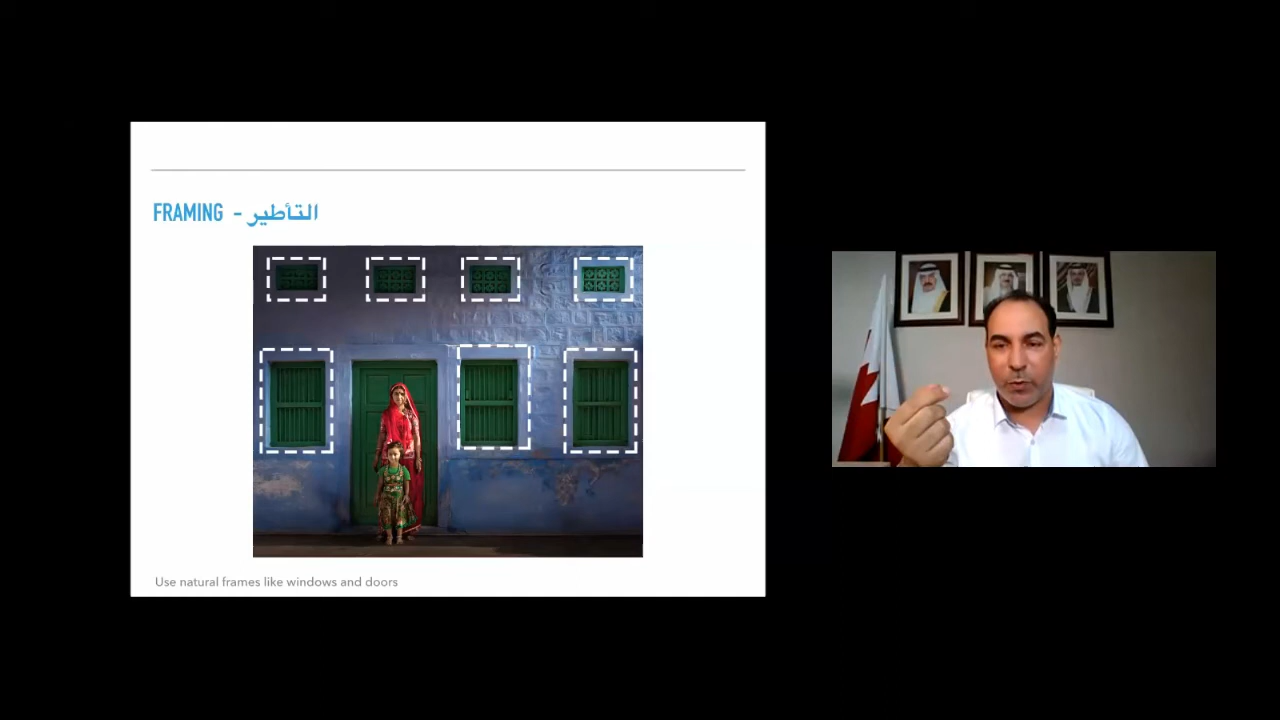 FRAMING - التأطير
Use natural frames like windows and doors